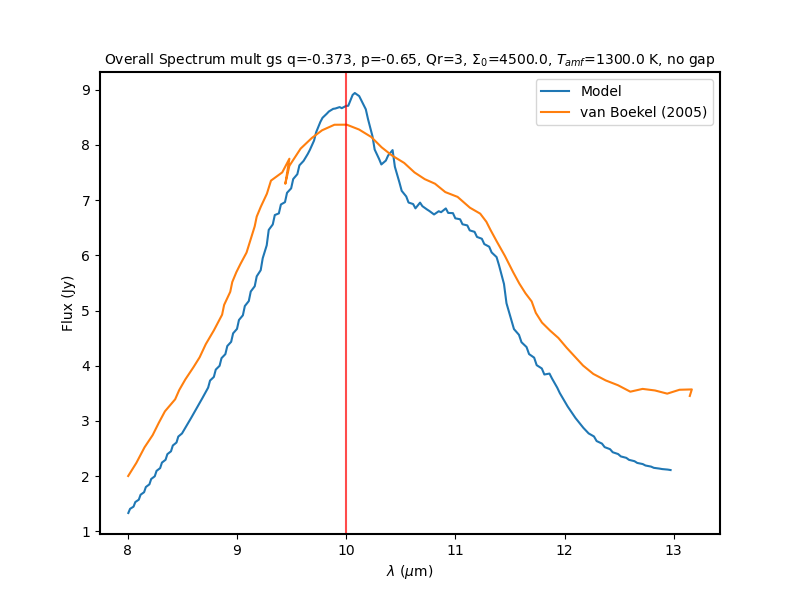 Overall Spectrum mult gs q=-0.373, p=-0.65, Qr=3, Σ₀=4500.0, T_amf=1300.0 K, no gap
Model
van Boekel (2005)
9
8
7
6
5
4
3
2
1
Flux (Jy)
8 9 10 11 12 13
λ (μm)